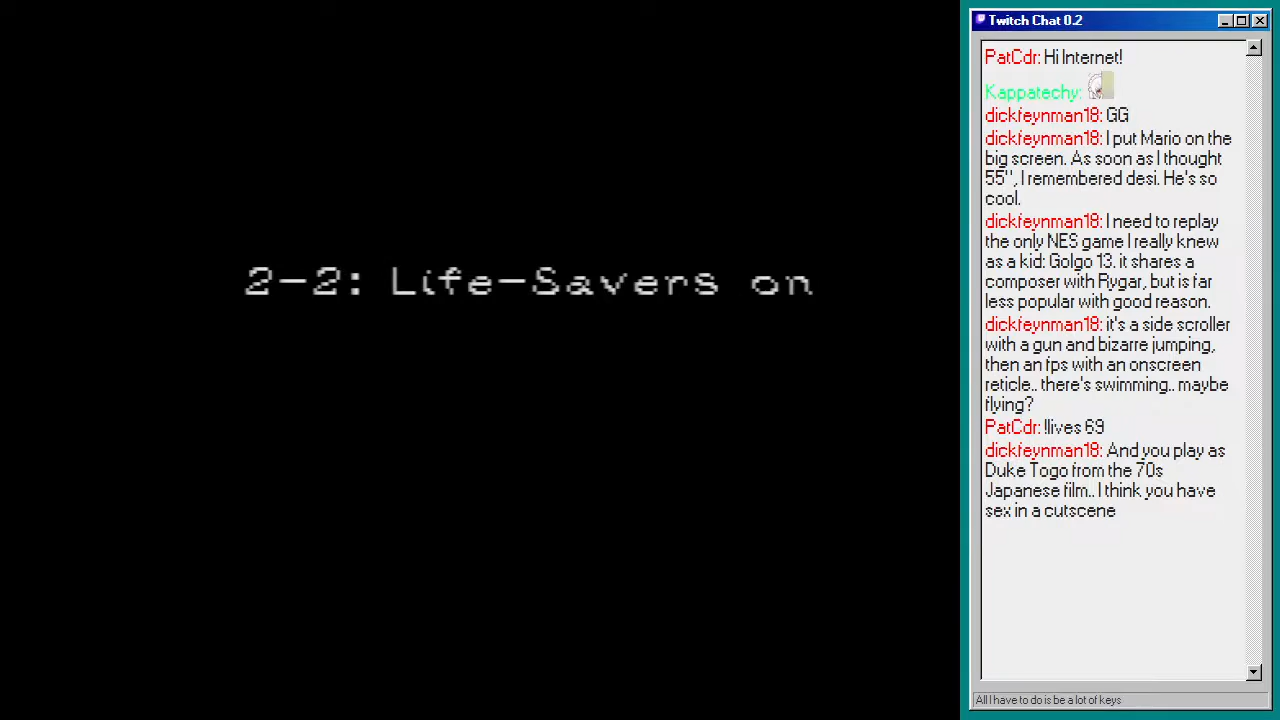 2-2: Life-Savers on
Twitch Chat 0.2
PatCdr: Hi Internet!
Kappatechy:
dickfeynman18: GG
dickfeynman18: I put Mario on the
big screen. As soon as I thought
55", I remembered desi. He's so
cool.
dickfeynman18: I need to replay
the only NES game I really knew
as a kid: Golgo 13. it shares a
composer with Rygar, but is far
less popular with good reason.
dickfeynman18: it's a side scroller
with a gun and bizarre jumping,
then an fps with an onscreen
reticle.. there's swimming.. maybe
flying?
PatCdr: !lives 69
dickfeynman18: And you play as
Duke Togo from the 70s
Japanese film.. I think you have
sex in a cutscene
All I have to do is be a lot of keys